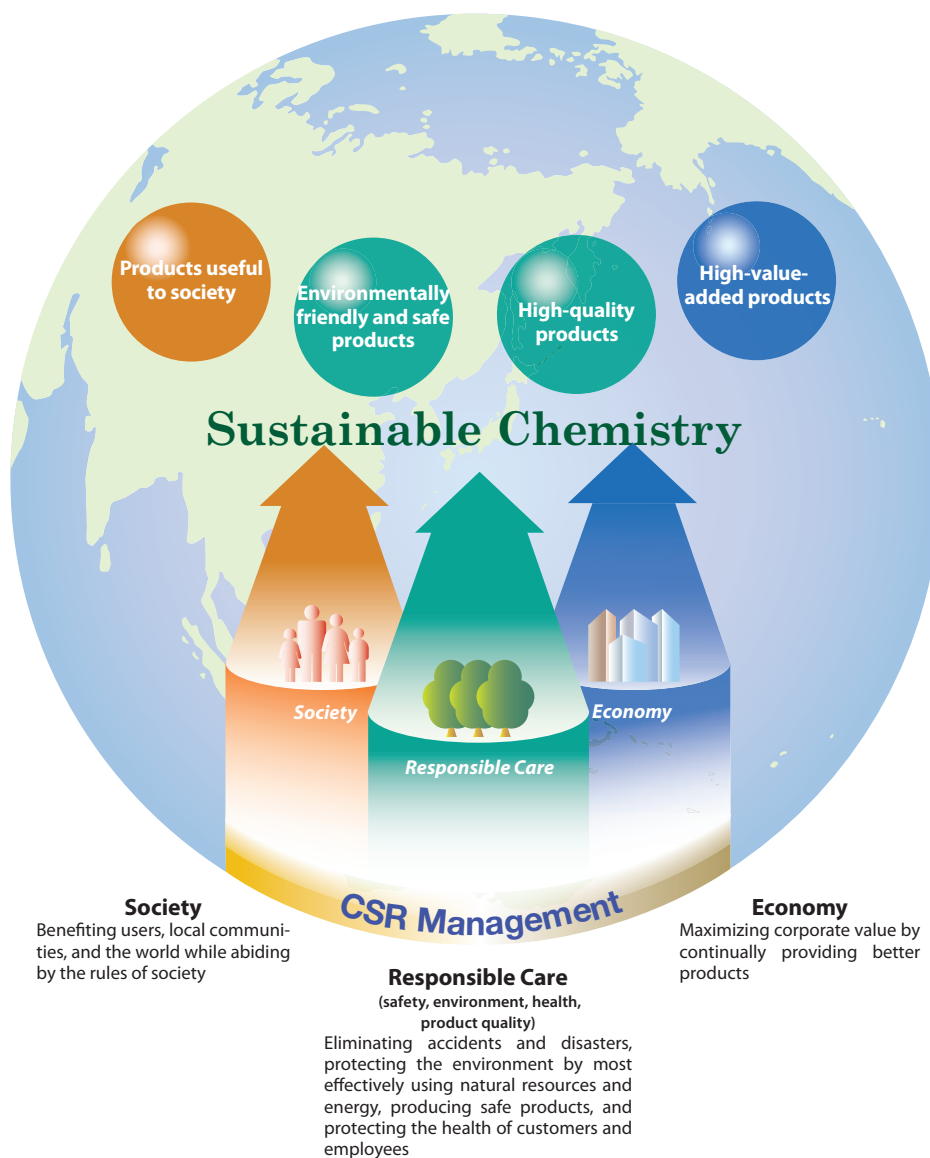 Products useful
to society
Environmentally
friendly and safe
products
High-quality
products
High-value-
added products
Sustainable Chemistry
Society
Responsible Care
Economy
CSR Management
Society
Benefiting users, local communi-
ties, and the world while abiding
by the rules of society
Responsible Care
(safety, environment, health,
product quality)
Eliminating accidents and disasters,
protecting the environment by most
effectively using natural resources and
energy, producing safe products, and
protecting the health of customers and
employees
Economy
Maximizing corporate value by
continually providing better
products